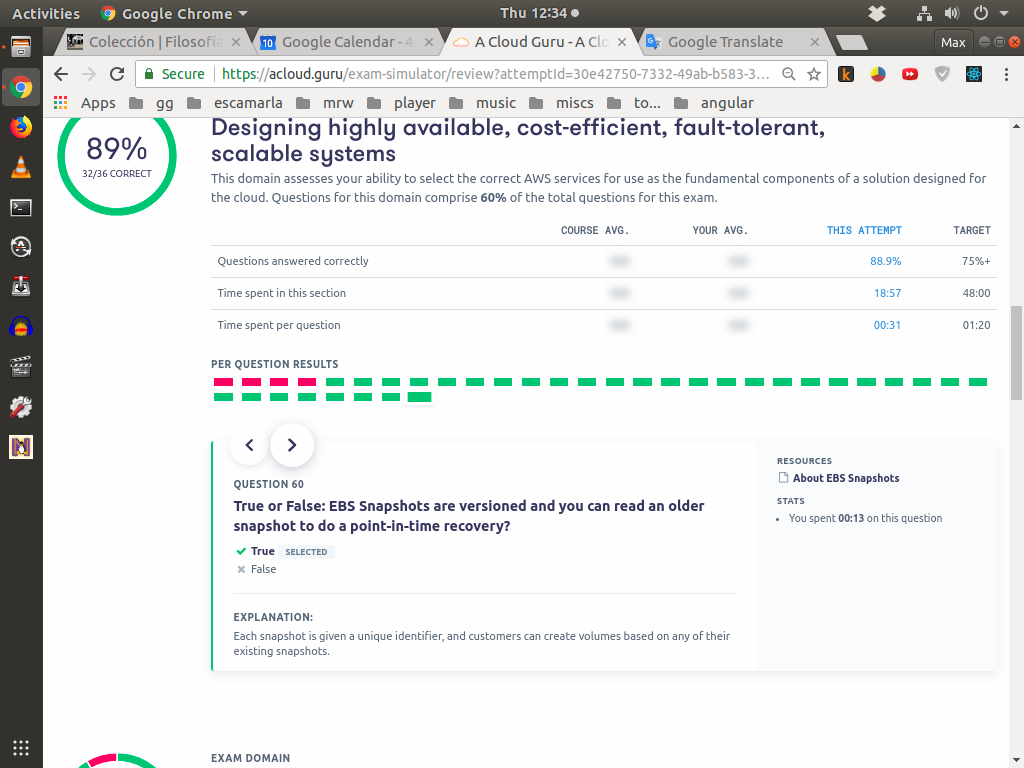 Activities Google Chrome Thu 12:34
Colección | Filosofía Google Calendar - 4 A Cloud Guru - A Clo Google Translate Max
Secure https://acloud.guru/exam-simulator/review?attemptId=30e42750-7332-49ab-b583-3...
Apps gg escamarla mrw player music miscs to... angular
89%
32/36 CORRECT
Designing highly available, cost-efficient, fault-tolerant,
scalable systems
This domain assesses your ability to select the correct AWS services for use as the fundamental components of a solution designed for
the cloud. Questions for this domain comprise 60% of the total questions for this exam.
COURSE AVG. YOUR AVG. THIS ATTEMPT TARGET
Questions answered correctly 88.9% 75%+
Time spent in this section 18:57 48:00
Time spent per question 00:31 01:20
PER QUESTION RESULTS
QUESTION 60
True or False: EBS Snapshots are versioned and you can read an older
snapshot to do a point-in-time recovery?
True SELECTED
False
EXPLANATION:
Each snapshot is given a unique identifier, and customers can create volumes based on any of their
existing snapshots.
RESOURCES
About EBS Snapshots
STATS
• You spent 00:13 on this question
EXAM DOMAIN